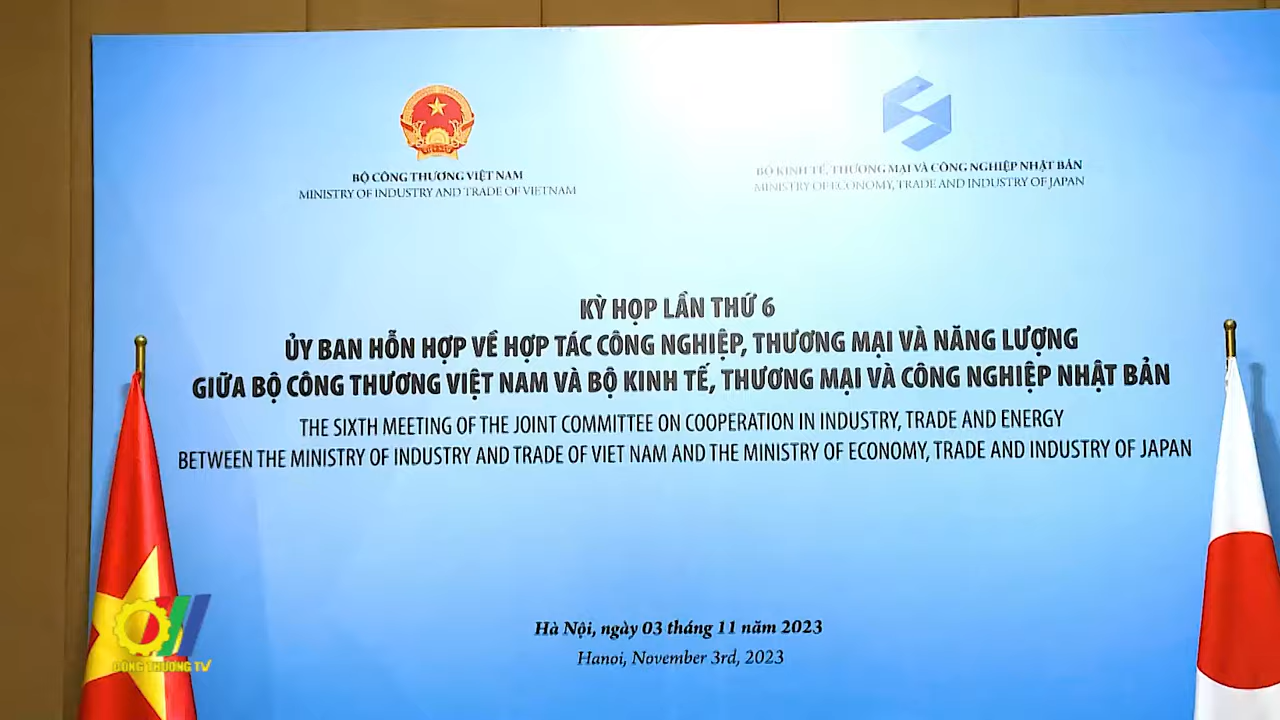 BỘ CÔNG THƯƠNG VIỆT NAM
MINISTRY OF INDUSTRY AND TRADE OF VIETNAM
BỘ KINH TẾ, THƯƠNG MẠI VÀ CÔNG NGHIỆP NHẬT BẢN
MINISTRY OF ECONOMY, TRADE AND INDUSTRY OF JAPAN
KỲ HỌP LẦN THỨ 6
ỦY BAN HỖN HỢP VỀ HỢP TÁC CÔNG NGHIỆP, THƯƠNG MẠI VÀ NĂNG LƯỢNG
GIỮA BỘ CÔNG THƯƠNG VIỆT NAM VÀ BỘ KINH TẾ, THƯƠNG MẠI VÀ CÔNG NGHIỆP NHẬT BẢN
THE SIXTH MEETING OF THE JOINT COMMITTEE ON COOPERATION IN INDUSTRY, TRADE AND ENERGY
BETWEEN THE MINISTRY OF INDUSTRY AND TRADE OF VIET NAM AND THE MINISTRY OF ECONOMY, TRADE AND INDUSTRY OF JAPAN
Hà Nội, ngày 03 tháng 11 năm 2023
Hanoi, November 3rd, 2023
CÔNG THƯƠNG TV